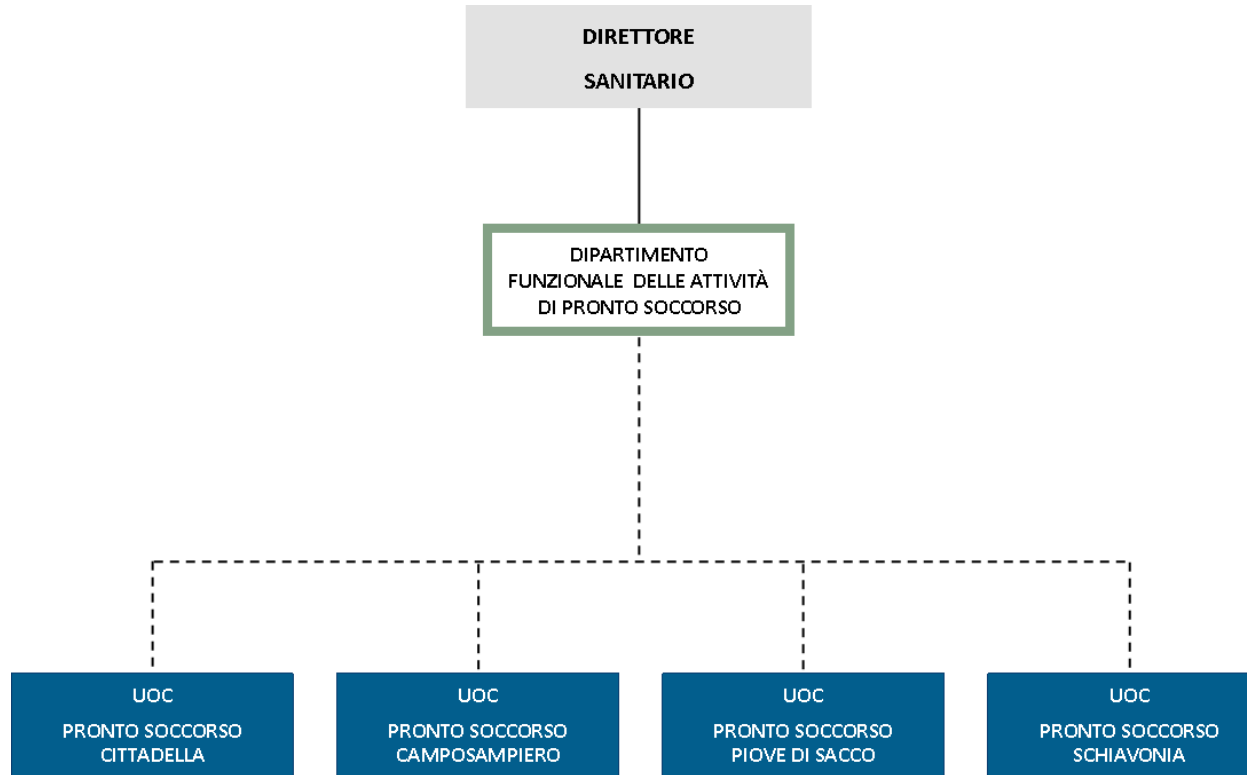 DIRETTORE
SANITARIO
DIPARTIMENTO
FUNZIONALE DELLE ATTIVITÀ
DI PRONTO SOCCORSO
UOC
PRONTO SOCCORSO
CITTADELLA
UOC
PRONTO SOCCORSO
CAMPOSAMPIERO
UOC
PRONTO SOCCORSO
PIOVE DI SACCO
UOC
PRONTO SOCCORSO
SCHIAVONIA